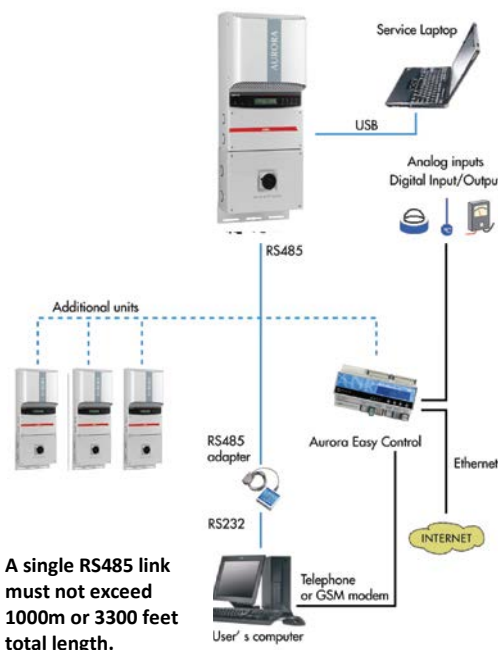 Service Laptop
AURORA
USB
Analog inputs
Digital Input/Outpu
°C
RS485
Additional units
RS485
adapter
Aurora Easy Control
Ethernet
RS232
INTERNET
A single RS485 link
must not exceed
1000m or 3300 feet
total length.
Telephone
or GSM modem
User' s computer